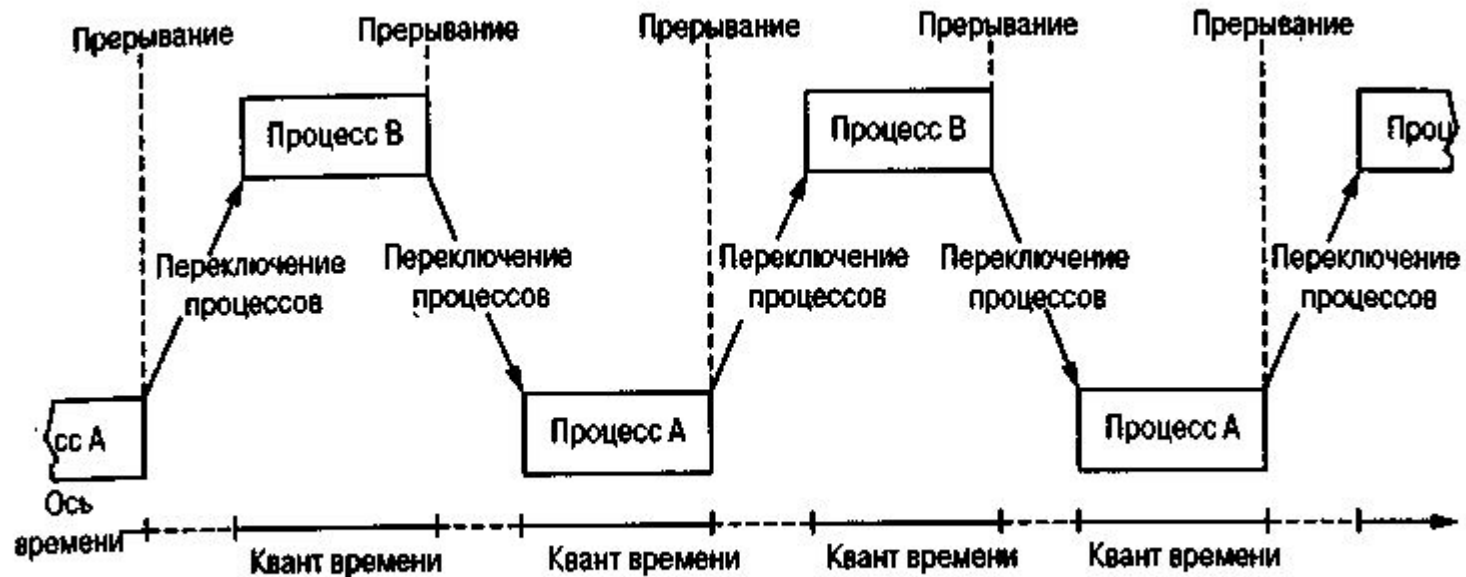 Прерывание
Прерывание
Прерывание
Прерывание
Прерывание
Процесс В
Процесс В
Проц
Переключение
процессов
Переключение
процессов
Переключение
процессов
Переключение
процессов
Переключение
процессов
сс А
Процесс А
Процесс А
Ось
времени
Квант времени
Квант времени
Квант времени
Квант времени